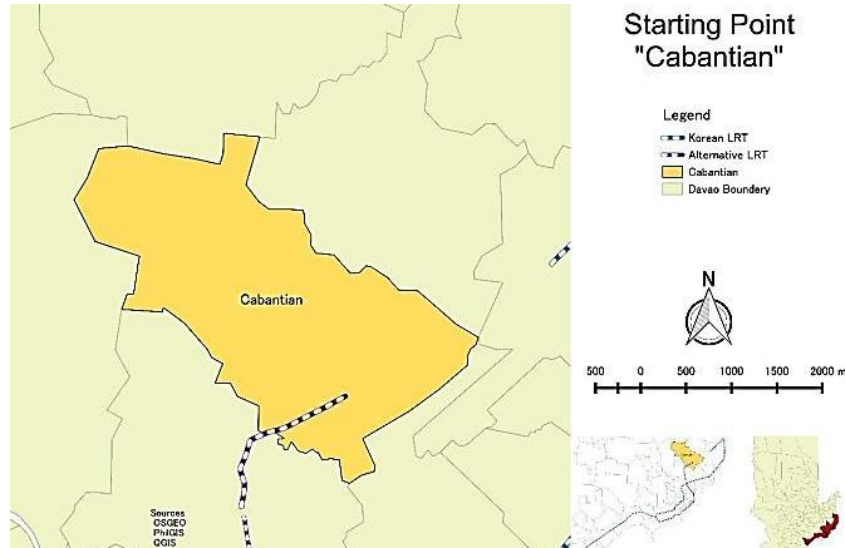 Starting Point
"Cabantian"
Legend
Korean LRT
Alternative LRT
Cabantian
Davao Boundery
N
500 0 500 1000 1500 2000 m
Cabantian
Sources
OSGEO
PhilGIS
QGIS